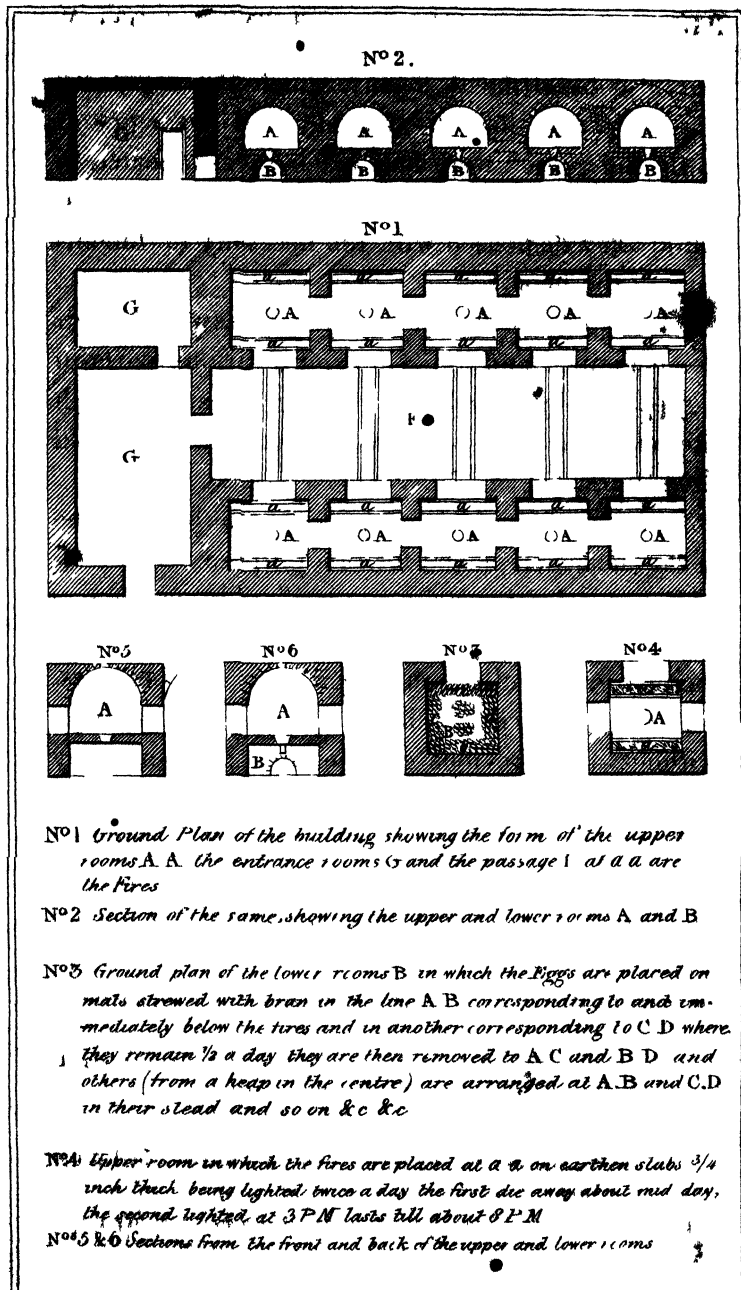 No 2.
G A A A A A
B B B B B
No 1
a a a a a
G A A A A A
a a a a a
G F
a a a a a
A A A A A
a a a a a
No 5 No 6 No 3 No 4
A A A
B B
No 1 Ground Plan of the building shewing the form of the upper
rooms A A the entrance rooms G and the passage F at a a are
the Fires
No 2 Section of the same, shewing the upper and lower rooms A and B
No 3 Ground plan of the lower rooms B in which the Eggs are placed on
mats strewed with bran in the line A B corresponding to and im-
mediately below the fires and in another corresponding to C D where
they remain ½ a day they are then removed to A C and B D and
others (from a heap in the centre) are arranged at A.B and C.D
in their stead and so on &c &c
No 4 Upper room in which the fires are placed at a a on earthen slabs 3/4
inch thick being lighted twice a day the first die away about mid day,
the second lighted at 3 PM lasts till about 8 PM
Nos 5 & 6 Sections from the front and back of the upper and lower rooms